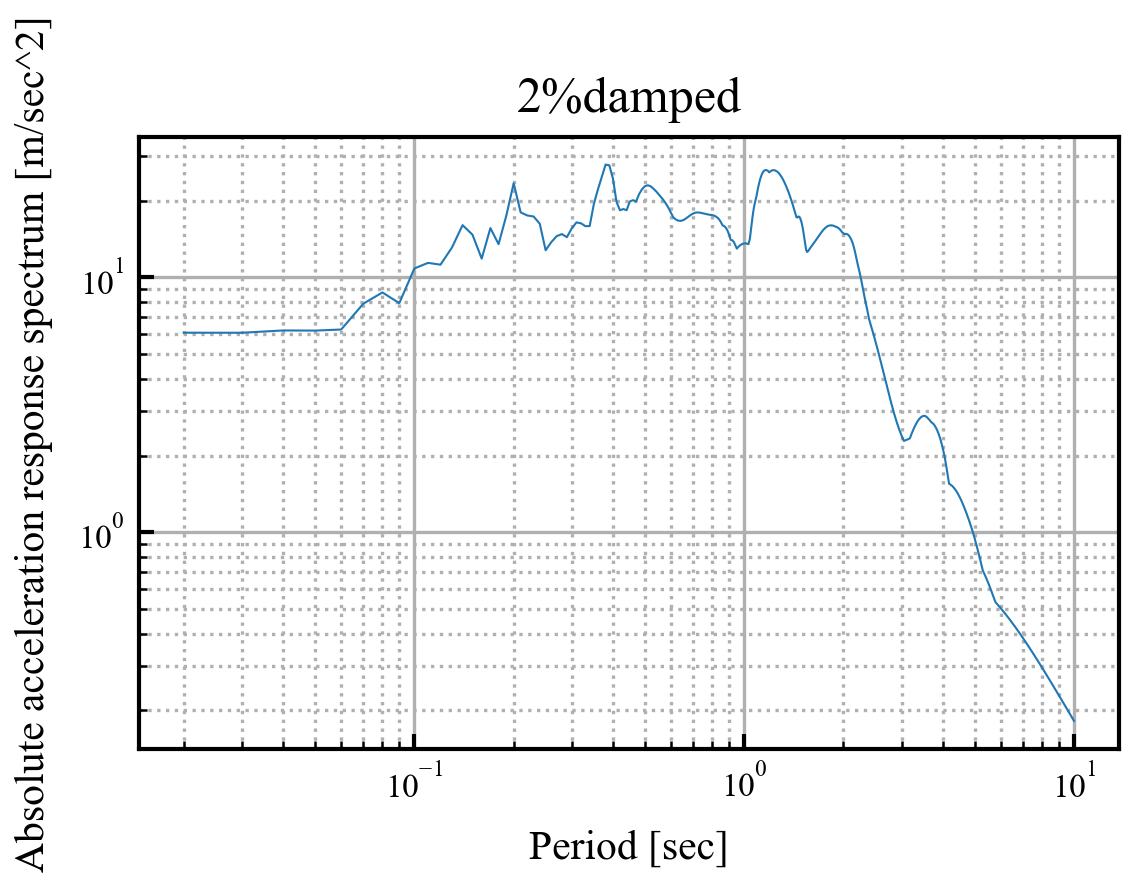 2%damped
Absolute acceleration response spectrum [m/sec^2]
10^1
10^0
10^−1
10^0
10^1
Period [sec]